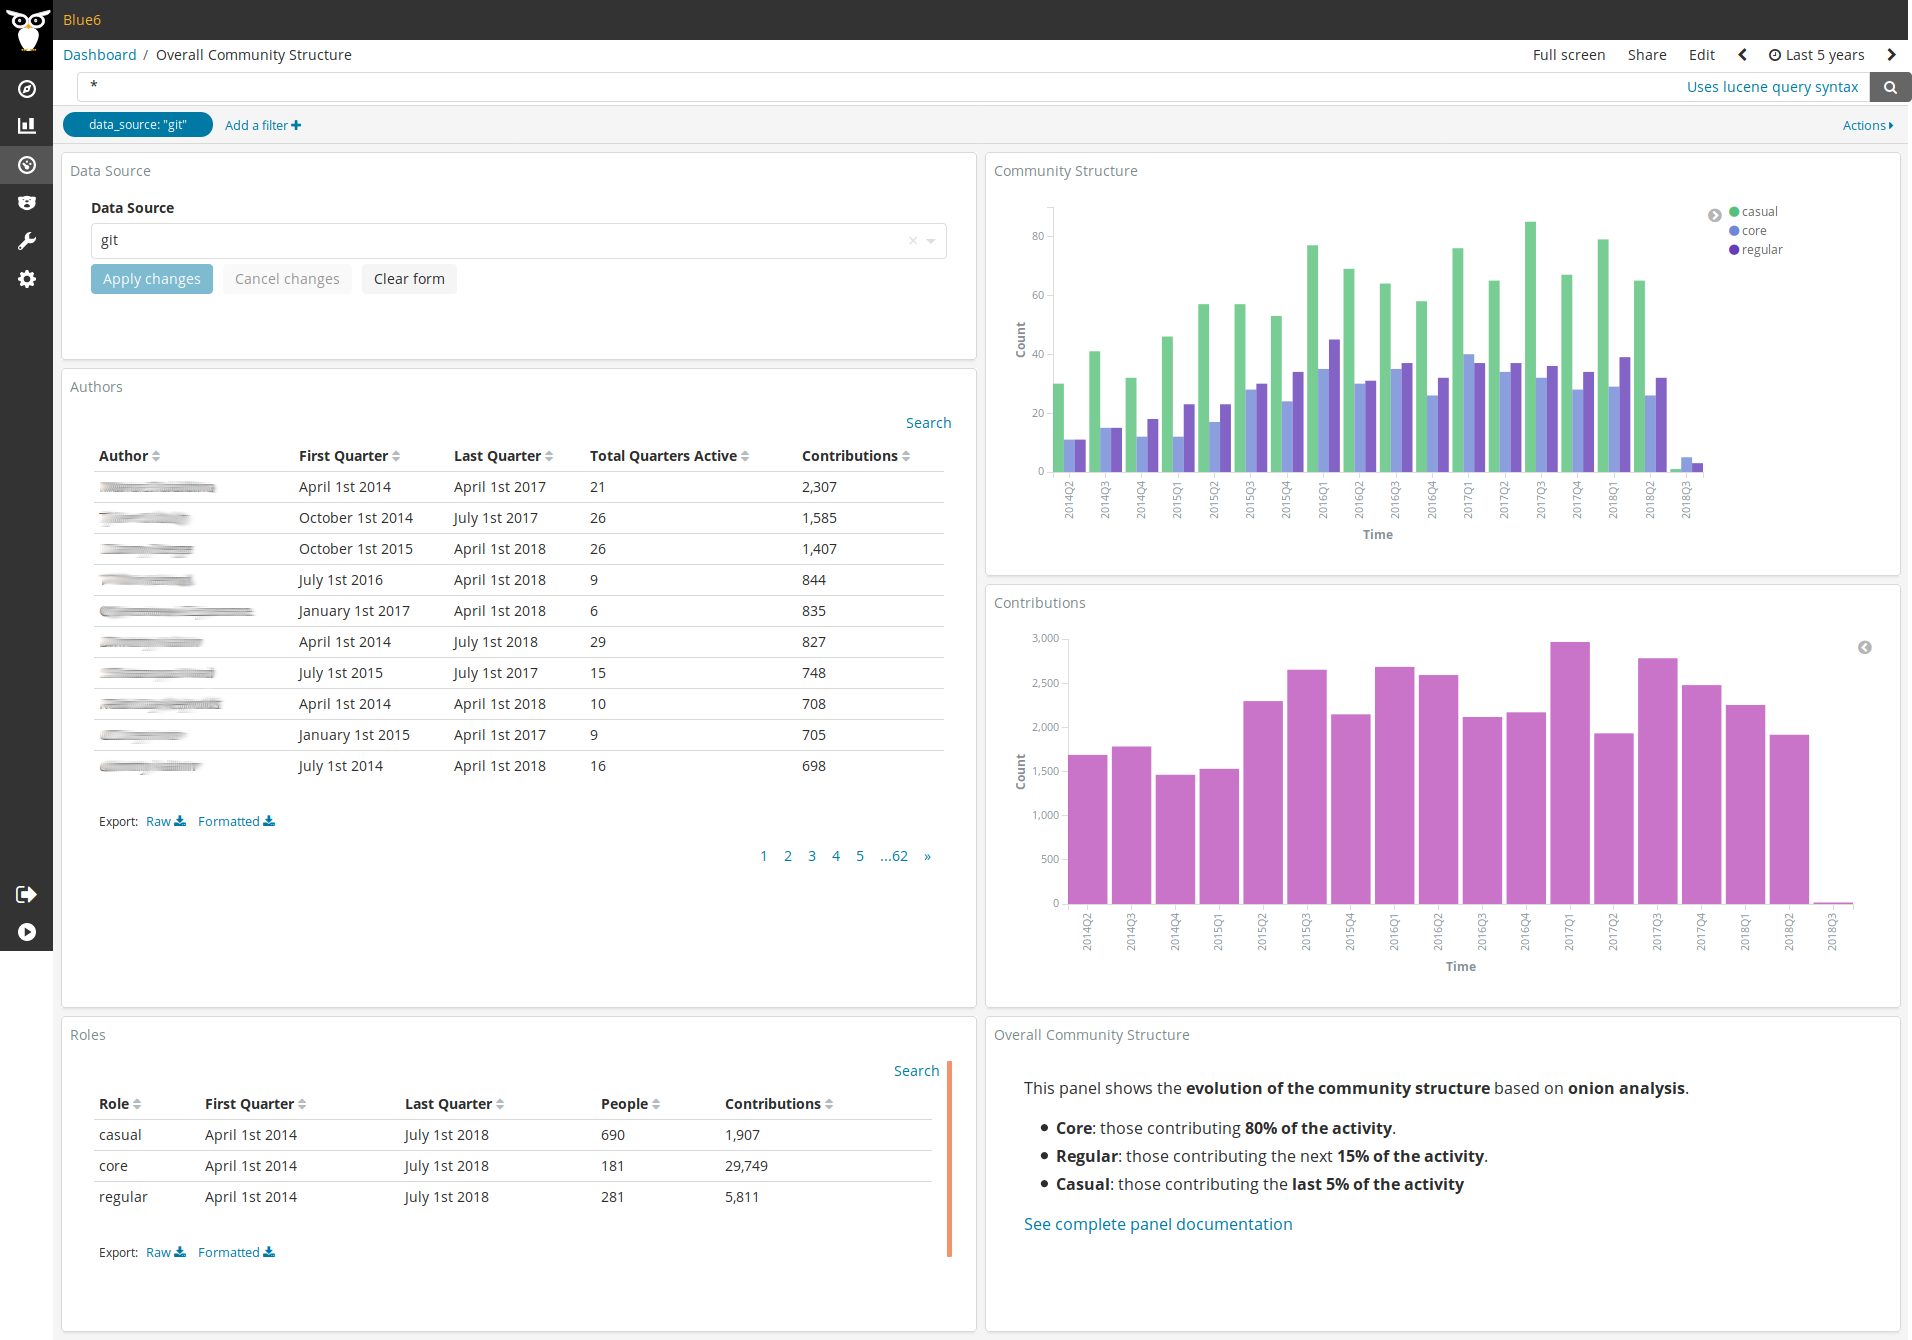 Blue6
Dashboard / Overall Community Structure
Full screen Share Edit Last 5 years
*
Uses lucene query syntax
data_source: "git" Add a filter
Actions
Data Source
Data Source
git
Apply changes Cancel changes Clear form
Authors
Search
Author First Quarter Last Quarter Total Quarters Active Contributions
April 1st 2014 April 1st 2017 21 2,307
October 1st 2014 July 1st 2017 26 1,585
October 1st 2015 April 1st 2018 26 1,407
July 1st 2016 April 1st 2018 9 844
January 1st 2017 April 1st 2018 6 835
April 1st 2014 July 1st 2018 29 827
July 1st 2015 July 1st 2017 15 748
April 1st 2014 April 1st 2018 10 708
January 1st 2015 April 1st 2017 9 705
July 1st 2014 April 1st 2018 16 698
Export: Raw Formatted
1 2 3 4 5 ...62 »
Roles
Search
Role First Quarter Last Quarter People Contributions
casual April 1st 2014 July 1st 2018 690 1,907
core April 1st 2014 July 1st 2018 181 29,749
regular April 1st 2014 July 1st 2018 281 5,811
Export: Raw Formatted
Community Structure
casual
core
regular
80
60
40
20
0
Count
2014Q2 2014Q3 2014Q4 2015Q1 2015Q2 2015Q3 2015Q4 2016Q1 2016Q2 2016Q3 2016Q4 2017Q1 2017Q2 2017Q3 2017Q4 2018Q1 2018Q2 2018Q3
Time
Contributions
3,000
2,500
2,000
1,500
1,000
500
0
Count
2014Q2 2014Q3 2014Q4 2015Q1 2015Q2 2015Q3 2015Q4 2016Q1 2016Q2 2016Q3 2016Q4 2017Q1 2017Q2 2017Q3 2017Q4 2018Q1 2018Q2 2018Q3
Time
Overall Community Structure
This panel shows the evolution of the community structure based on onion analysis.
Core: those contributing 80% of the activity.
Regular: those contributing the next 15% of the activity.
Casual: those contributing the last 5% of the activity
See complete panel documentation